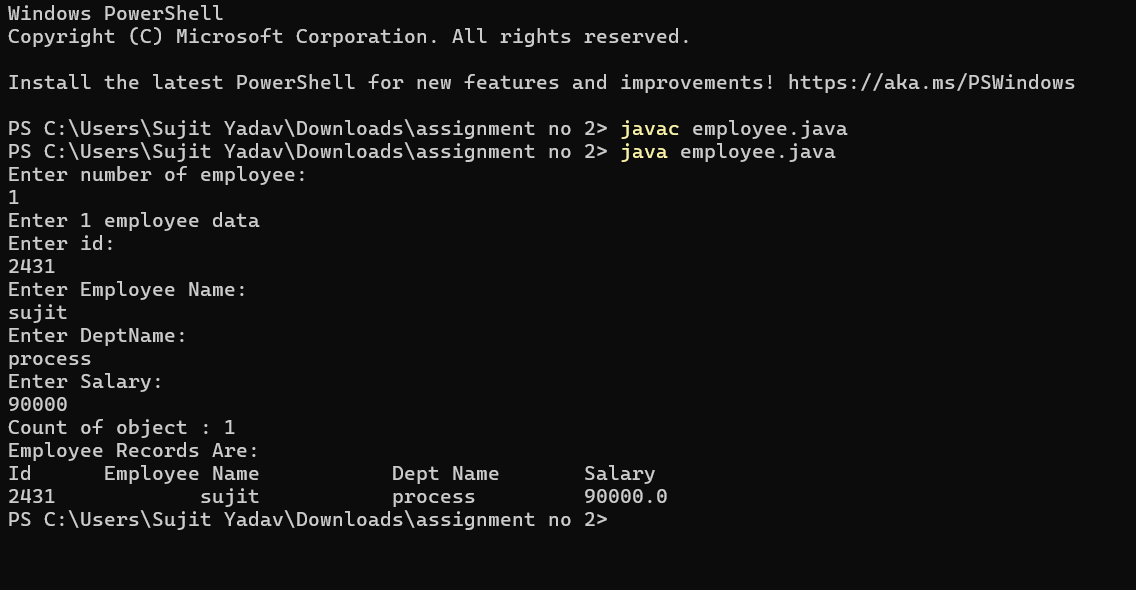 Windows PowerShell
Copyright (C) Microsoft Corporation. All rights reserved.
Install the latest PowerShell for new features and improvements! https://aka.ms/PSWindows
PS C:\Users\Sujit Yadav\Downloads\assignment no 2> javac employee.java
PS C:\Users\Sujit Yadav\Downloads\assignment no 2> java employee.java
Enter number of employee:
1
Enter 1 employee data
Enter id:
2431
Enter Employee Name:
sujit
Enter DeptName:
process
Enter Salary:
90000
Count of object : 1
Employee Records Are:
Id      Employee Name           Dept Name       Salary
2431            sujit           process         90000.0
PS C:\Users\Sujit Yadav\Downloads\assignment no 2>